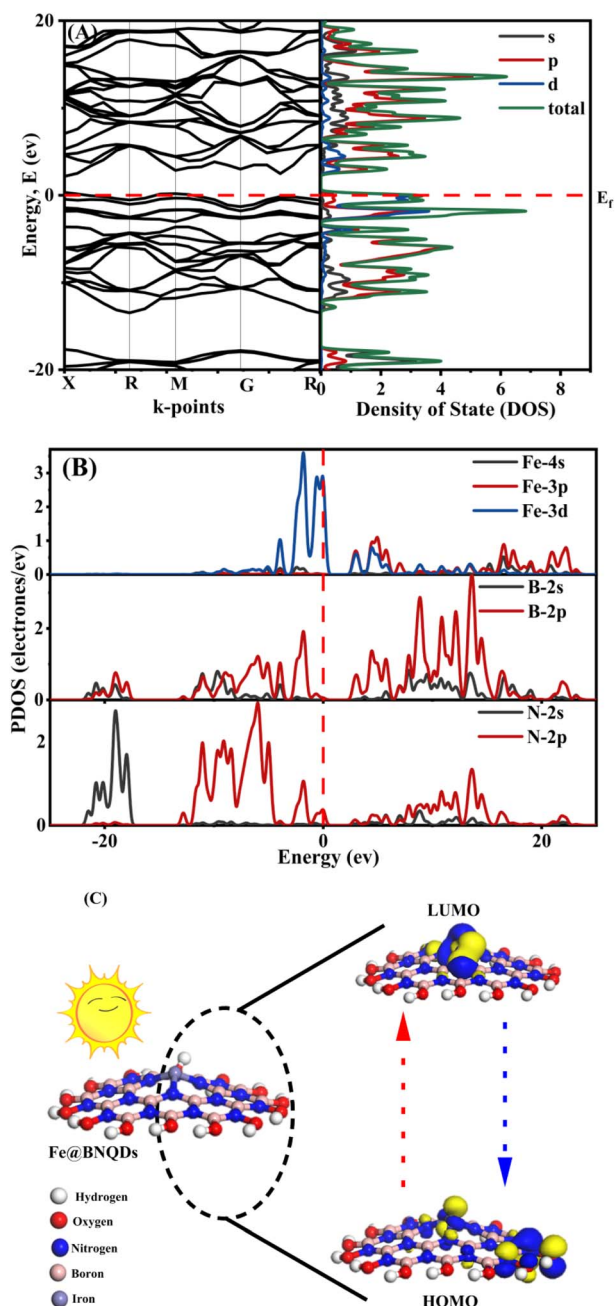 (A)
20
0
-20
Energy, E (ev)
X R M G R
k-points
s
p
d
total
E_f
0 2 4 6 8
Density of State (DOS)
(B)
Fe-4s
Fe-3p
Fe-3d
3
2
1
0
B-2s
B-2p
2
0
N-2s
N-2p
2
0
PDOS (electrones/ev)
-20 0 20
Energy (ev)
(C)
LUMO
Fe@BNQDs
Hydrogen
Oxygen
Nitrogen
Boron
Iron
HOMO